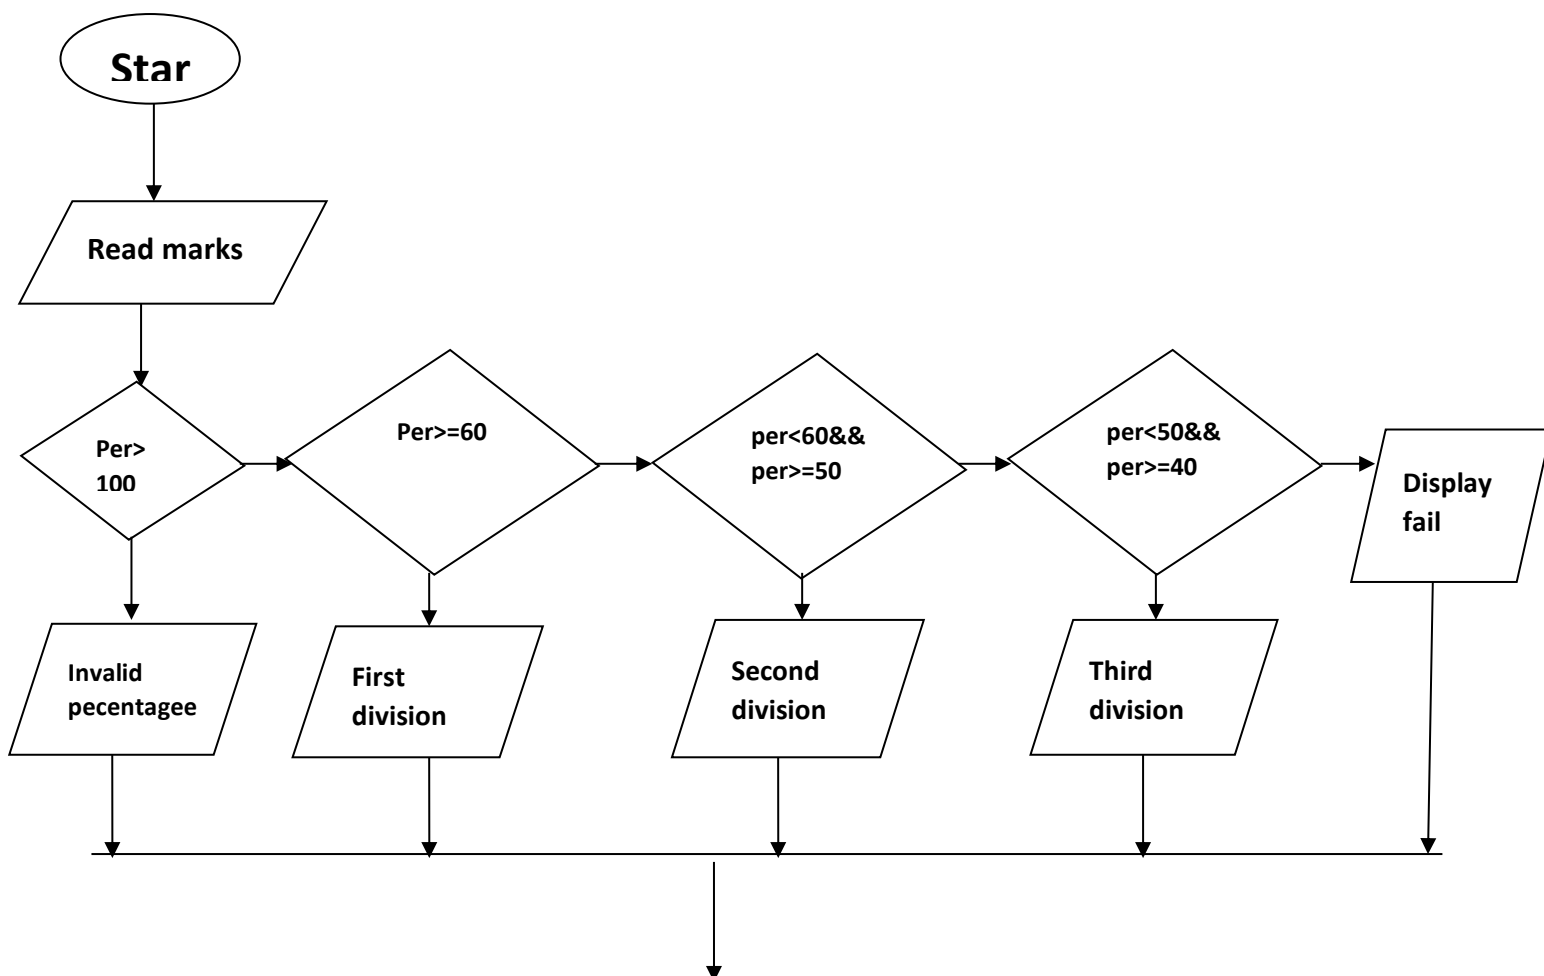 Star
Read marks
Per>
100
Per>=60
per<60&&
per>=50
per<50&&
per>=40
Display
fail
Invalid
pecentagee
First
division
Second
division
Third
division